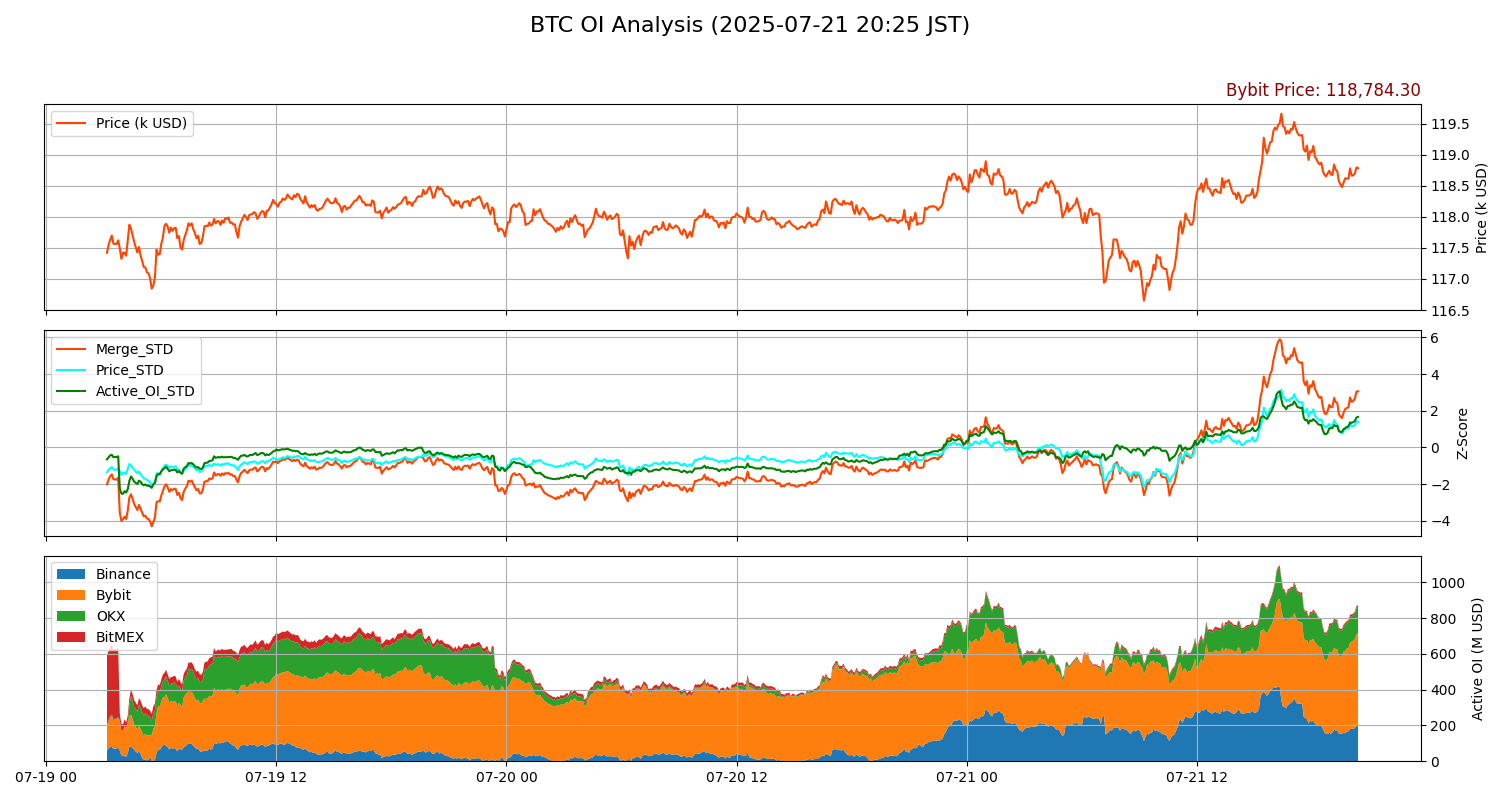 BTC OI Analysis (2025-07-21 20:25 JST)
Bybit Price: 118,784.30
Price (k USD)
119.5
119.0
118.5
118.0
117.5
117.0
116.5
Price (k USD)
Merge_STD
Price_STD
Active_OI_STD
6
4
2
0
−2
−4
Z-Score
Binance
Bybit
OKX
BitMEX
1000
800
600
400
200
0
Active OI (M USD)
07-19 00
07-19 12
07-20 00
07-20 12
07-21 00
07-21 12